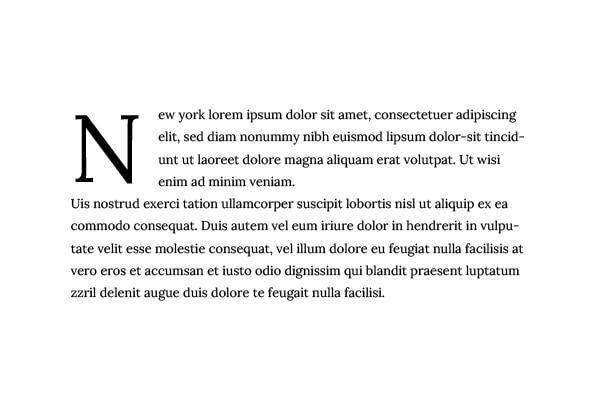 New york lorem ipsum dolor sit amet, consectetuer adipiscing
elit, sed diam nonummy nibh euismod lipsum dolor-sit tincid-
unt ut laoreet dolore magna aliquam erat volutpat. Ut wisi
enim ad minim veniam.
Uis nostrud exerci tation ullamcorper suscipit lobortis nisl ut aliquip ex ea
commodo consequat. Duis autem vel eum iriure dolor in hendrerit in vulpu-
tate velit esse molestie consequat, vel illum dolore eu feugiat nulla facilisis at
vero eros et accumsan et iusto odio dignissim qui blandit praesent luptatum
zzril delenit augue duis dolore te feugait nulla facilisi.